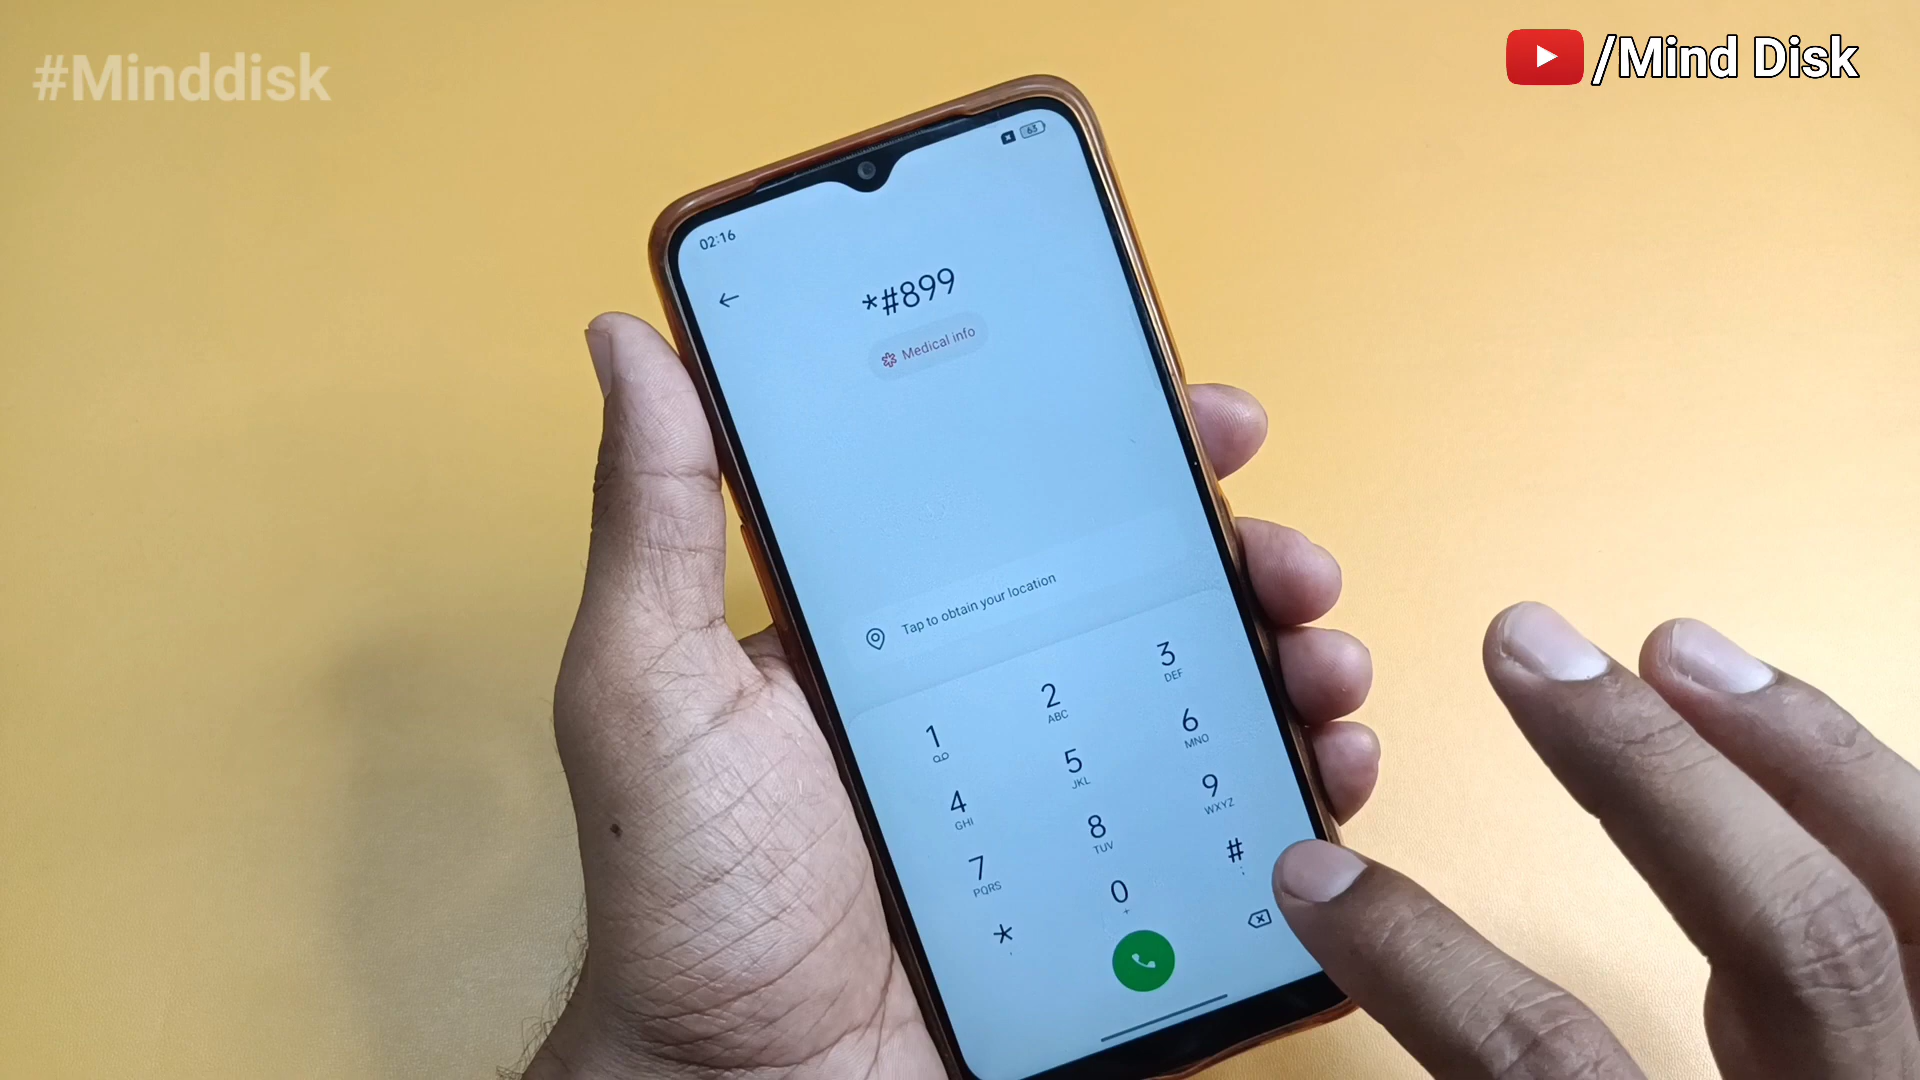 #Minddisk
/Mind Disk
63
02:16
*#899
Medical info
Tap to obtain your location
1
2 ABC
3 DEF
4 GHI
5 JKL
6 MNO
7 PQRS
8 TUV
9 WXYZ
*
0 +
#